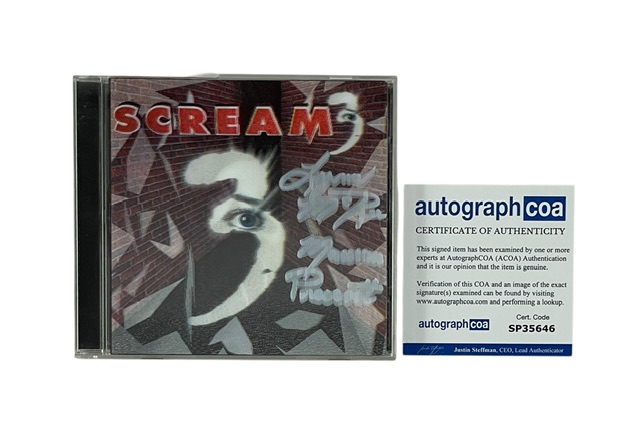 SCREAM 3
3
autographcoa
CERTIFICATE OF AUTHENTICITY
This signed item has been examined by one or more
experts at AutographCOA (ACOA) Authentication
and it is our opinion that the item is genuine.
Verification of this COA and an image of the exact
signature(s) examined can be found by visiting
www.autographcoa.com and performing a lookup.
autographcoa
Cert. Code
SP35646
Justin Steffman, CEO, Lead Authenticator